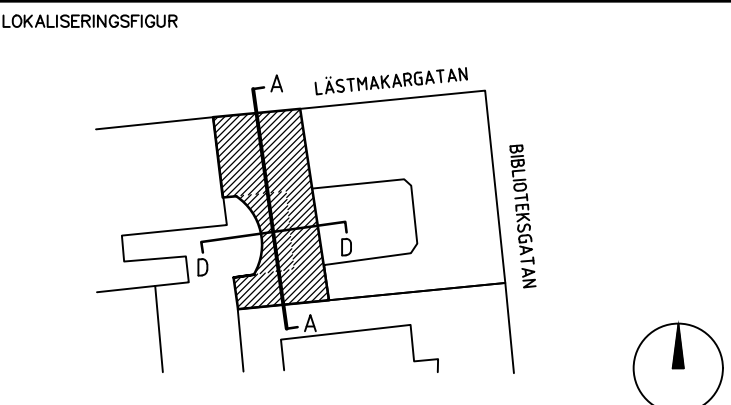 LOKALISERINGSFIGUR
A
LÄSTMAKARGATAN
BIBLIOTEKSGATAN
D
D
A